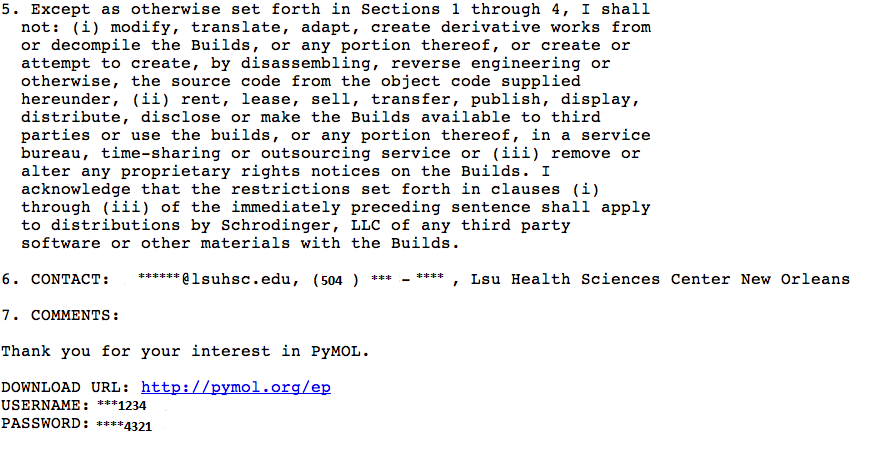 5. Except as otherwise set forth in Sections 1 through 4, I shall
not: (i) modify, translate, adapt, create derivative works from
or decompile the Builds, or any portion thereof, or create or
attempt to create, by disassembling, reverse engineering or
otherwise, the source code from the object code supplied
hereunder, (ii) rent, lease, sell, transfer, publish, display,
distribute, disclose or make the Builds available to third
parties or use the builds, or any portion thereof, in a service
bureau, time-sharing or outsourcing service or (iii) remove or
alter any proprietary rights notices on the Builds. I
acknowledge that the restrictions set forth in clauses (i)
through (iii) of the immediately preceding sentence shall apply
to distributions by Schrodinger, LLC of any third party
software or other materials with the Builds.
6. CONTACT: ******@lsuhsc.edu, (504 ) *** - **** , Lsu Health Sciences Center New Orleans
7. COMMENTS:
Thank you for your interest in PyMOL.
DOWNLOAD URL: http://pymol.org/ep
USERNAME: ***1234
PASSWORD: ****4321